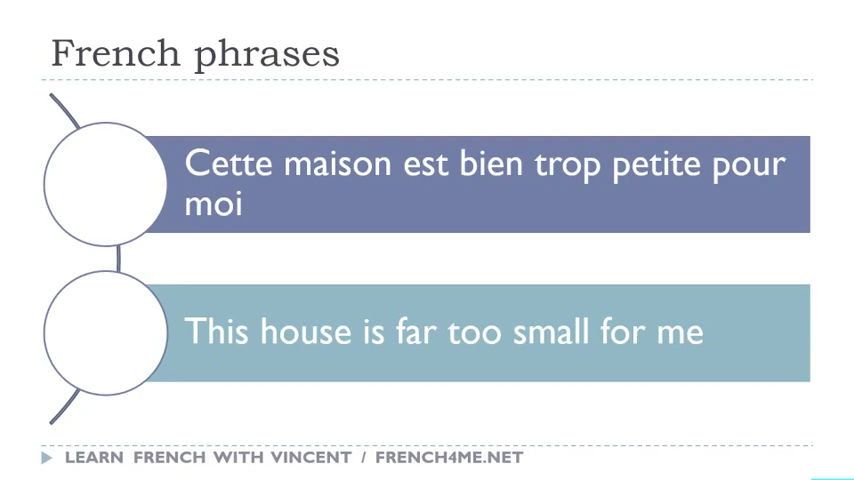 French phrases
Cette maison est bien trop petite pour
moi
This house is far too small for me
LEARN FRENCH WITH VINCENT / FRENCH4ME.NET